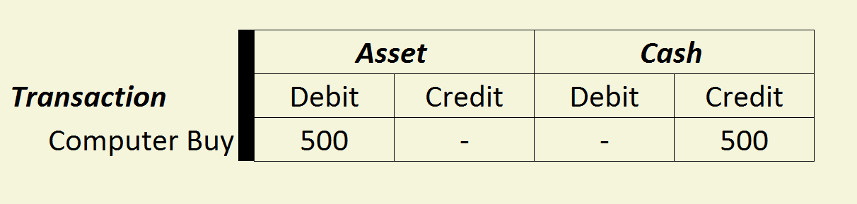 Asset Cash
Transaction Debit Credit Debit Credit
Computer Buy 500 - - 500